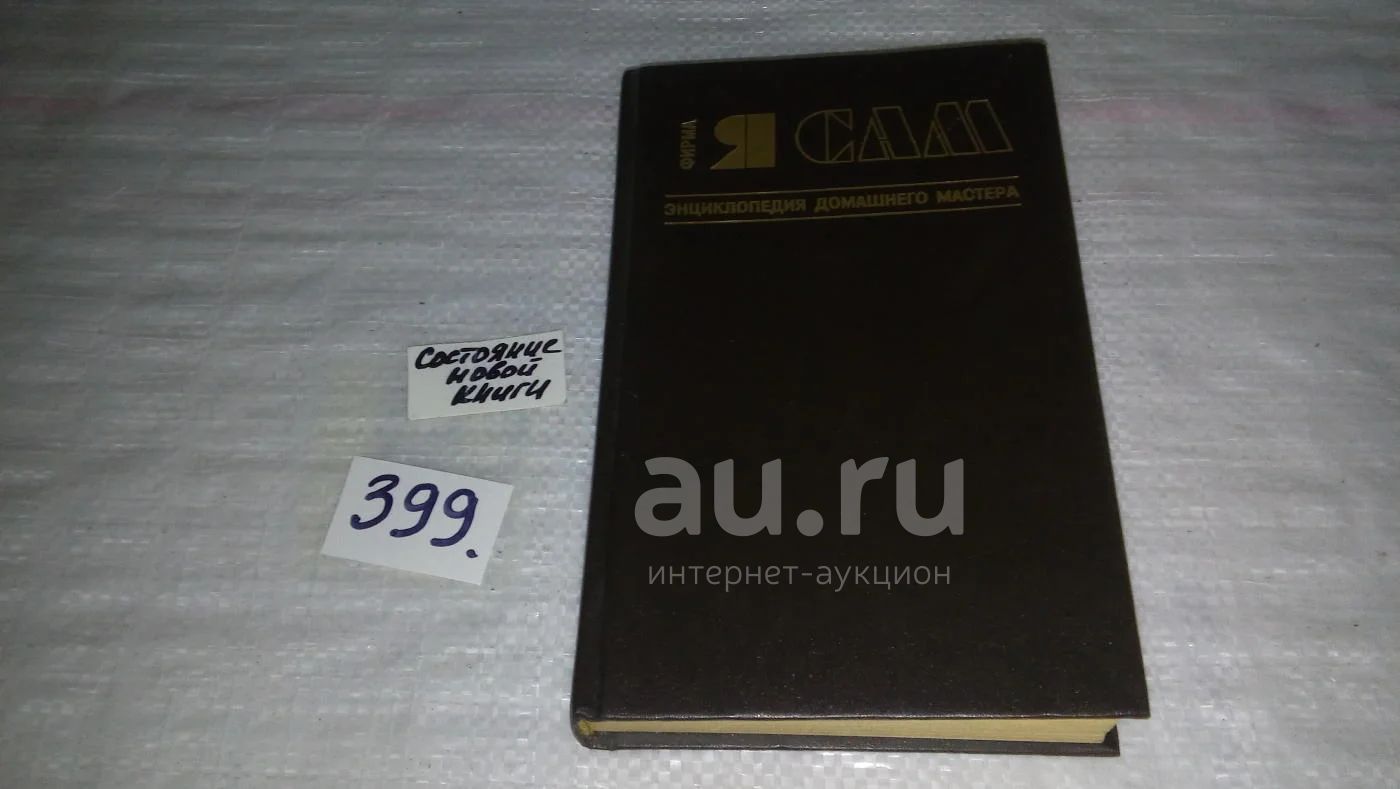 ФИРМА Я САМ
ЭНЦИКЛОПЕДИЯ ДОМАШНЕГО МАСТЕРА
Состояние
новой
книги
399.
au.ru
интернет-аукцион